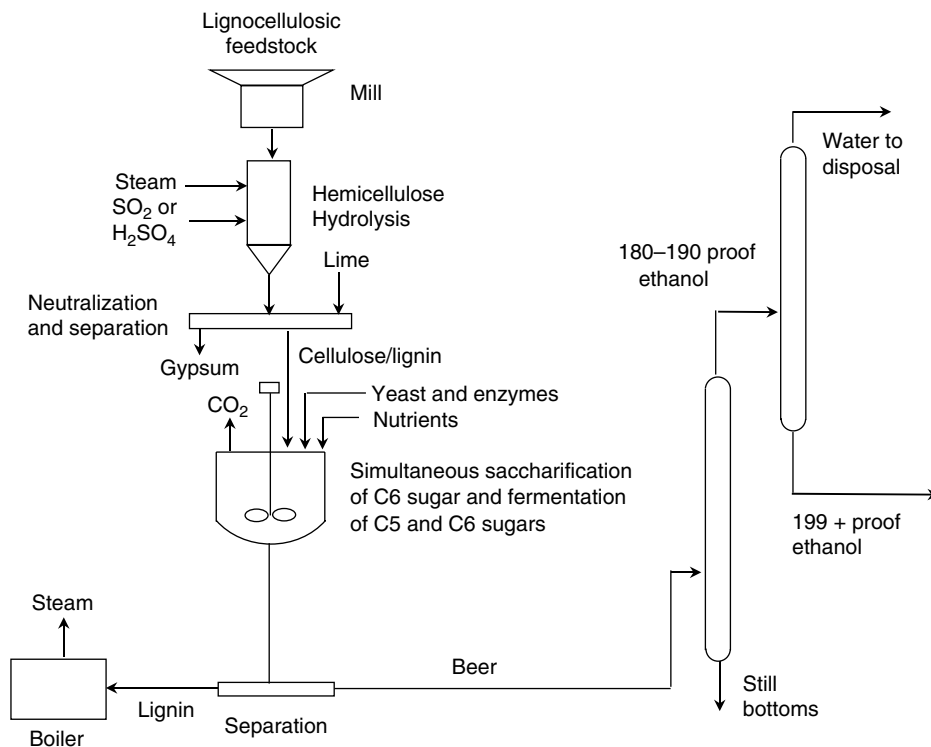 Lignocellulosic
feedstock
Mill
Steam
SO₂ or
H₂SO₄
Hemicellulose
Hydrolysis
Lime
Neutralization
and separation
Gypsum
Cellulose/lignin
CO₂
Yeast and enzymes
Nutrients
Simultaneous saccharification
of C6 sugar and fermentation
of C5 and C6 sugars
Water to
disposal
180–190 proof
ethanol
199 + proof
ethanol
Steam
Boiler
Lignin
Separation
Beer
Still
bottoms